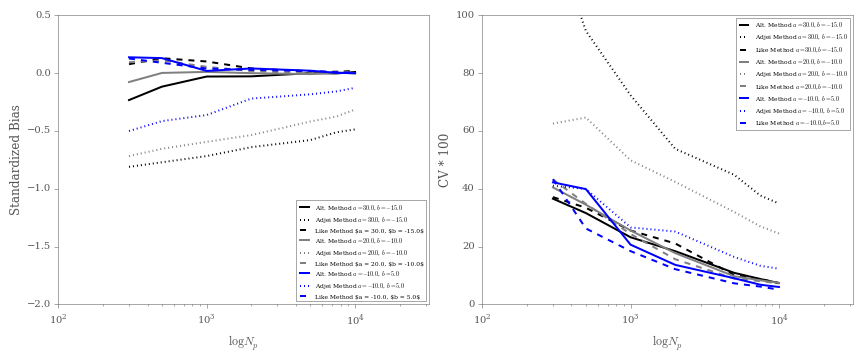 0.5
0.0
−0.5
−1.0
−1.5
−2.0
Standardized Bias
10²
10³
10⁴
log N_p
Alt. Method a = 30.0, b = −15.0
Adjei Method a = 30.0, b = −15.0
Like Method $a = 30.0, $b = -15.0$
Alt. Method a = 20.0, b = −10.0
Adjei Method a = 20.0, b = −10.0
Like Method $a = 20.0, $b = -10.0$
Alt. Method a = −10.0, b = 5.0
Adjei Method a = −10.0, b = 5.0
Like Method $a = -10.0, $b = 5.0$
100
80
60
40
20
0
CV * 100
10²
10³
10⁴
log N_p
Alt. Method a = 30.0, b = −15.0
Adjei Method a = 30.0, b = −15.0
Like Method a = 30.0, b = −15.0
Alt. Method a = 20.0, b = −10.0
Adjei Method a = 20.0, b = −10.0
Like Method a = 20.0, b = −10.0
Alt. Method a = −10.0, b = 5.0
Adjei Method a = −10.0, b = 5.0
Like Method a = −10.0, b = 5.0